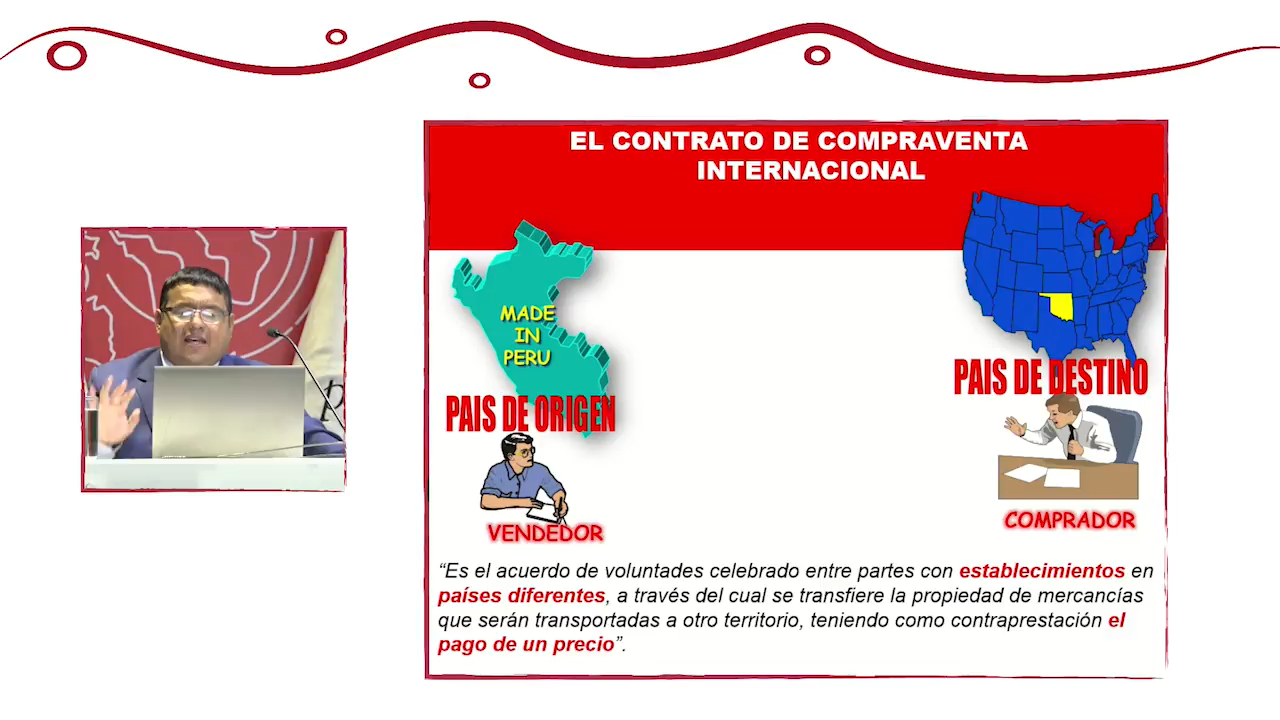 EL CONTRATO DE COMPRAVENTA
INTERNACIONAL
MADE
IN
PERU
PAIS DE ORIGEN
VENDEDOR
PAIS DE DESTINO
COMPRADOR
“Es el acuerdo de voluntades celebrado entre partes con establecimientos en
países diferentes, a través del cual se transfiere la propiedad de mercancías
que serán transportadas a otro territorio, teniendo como contraprestación el
pago de un precio”.